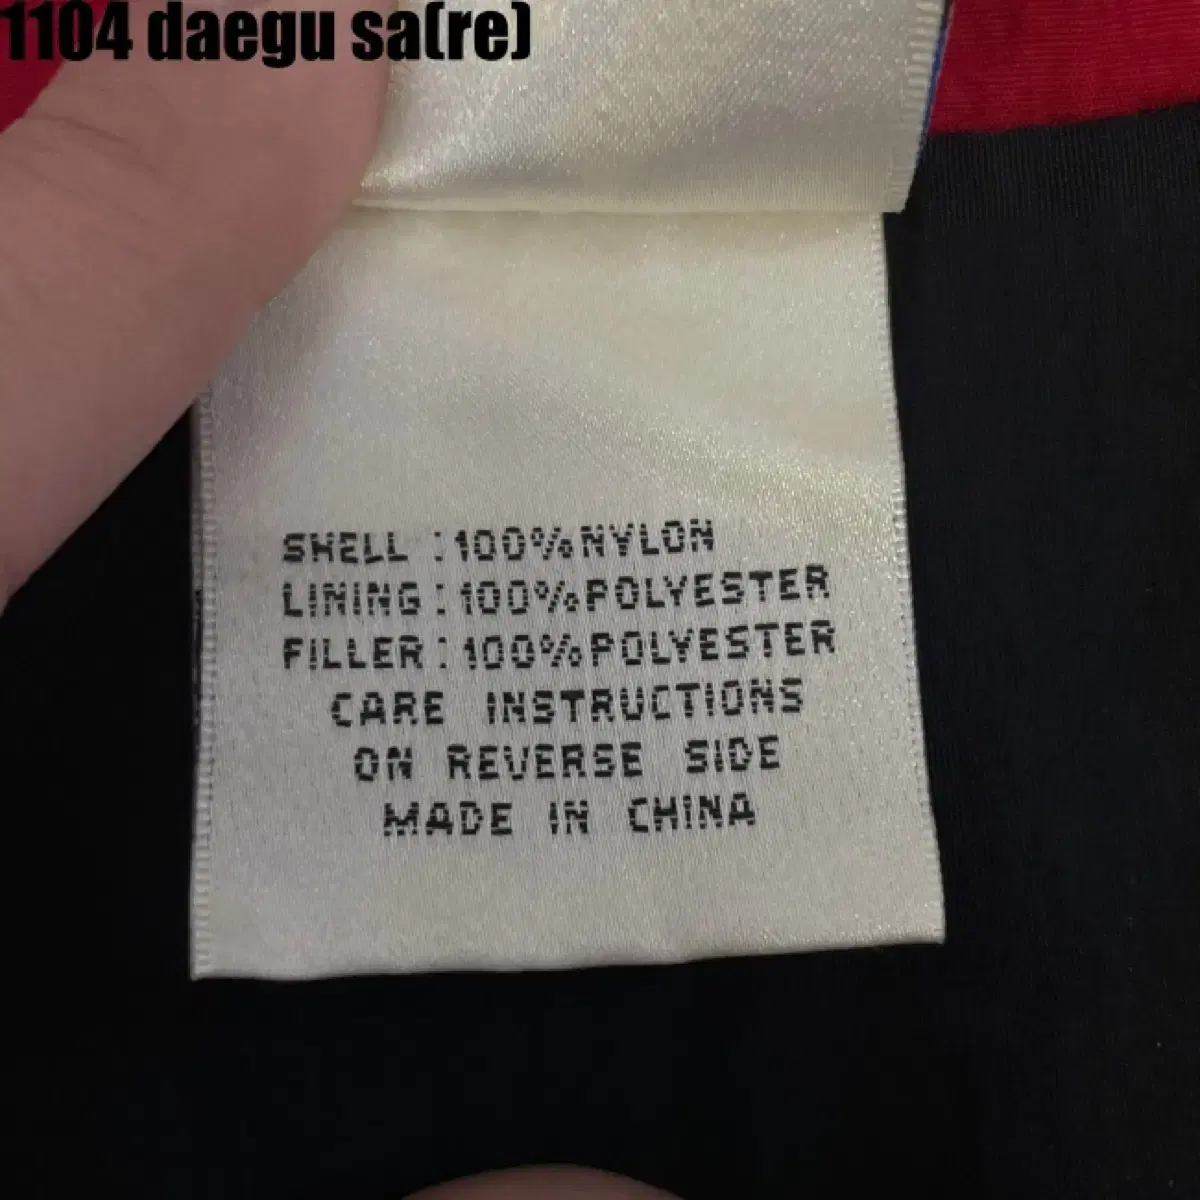 1104 daegu sa(re)
SHELL :100%NYLON
LINING:100%POLYESTER
FILLER:100%POLYESTER
CARE INSTRUCTIONS
ON REVERSE SIDE
MADE IN CHINA